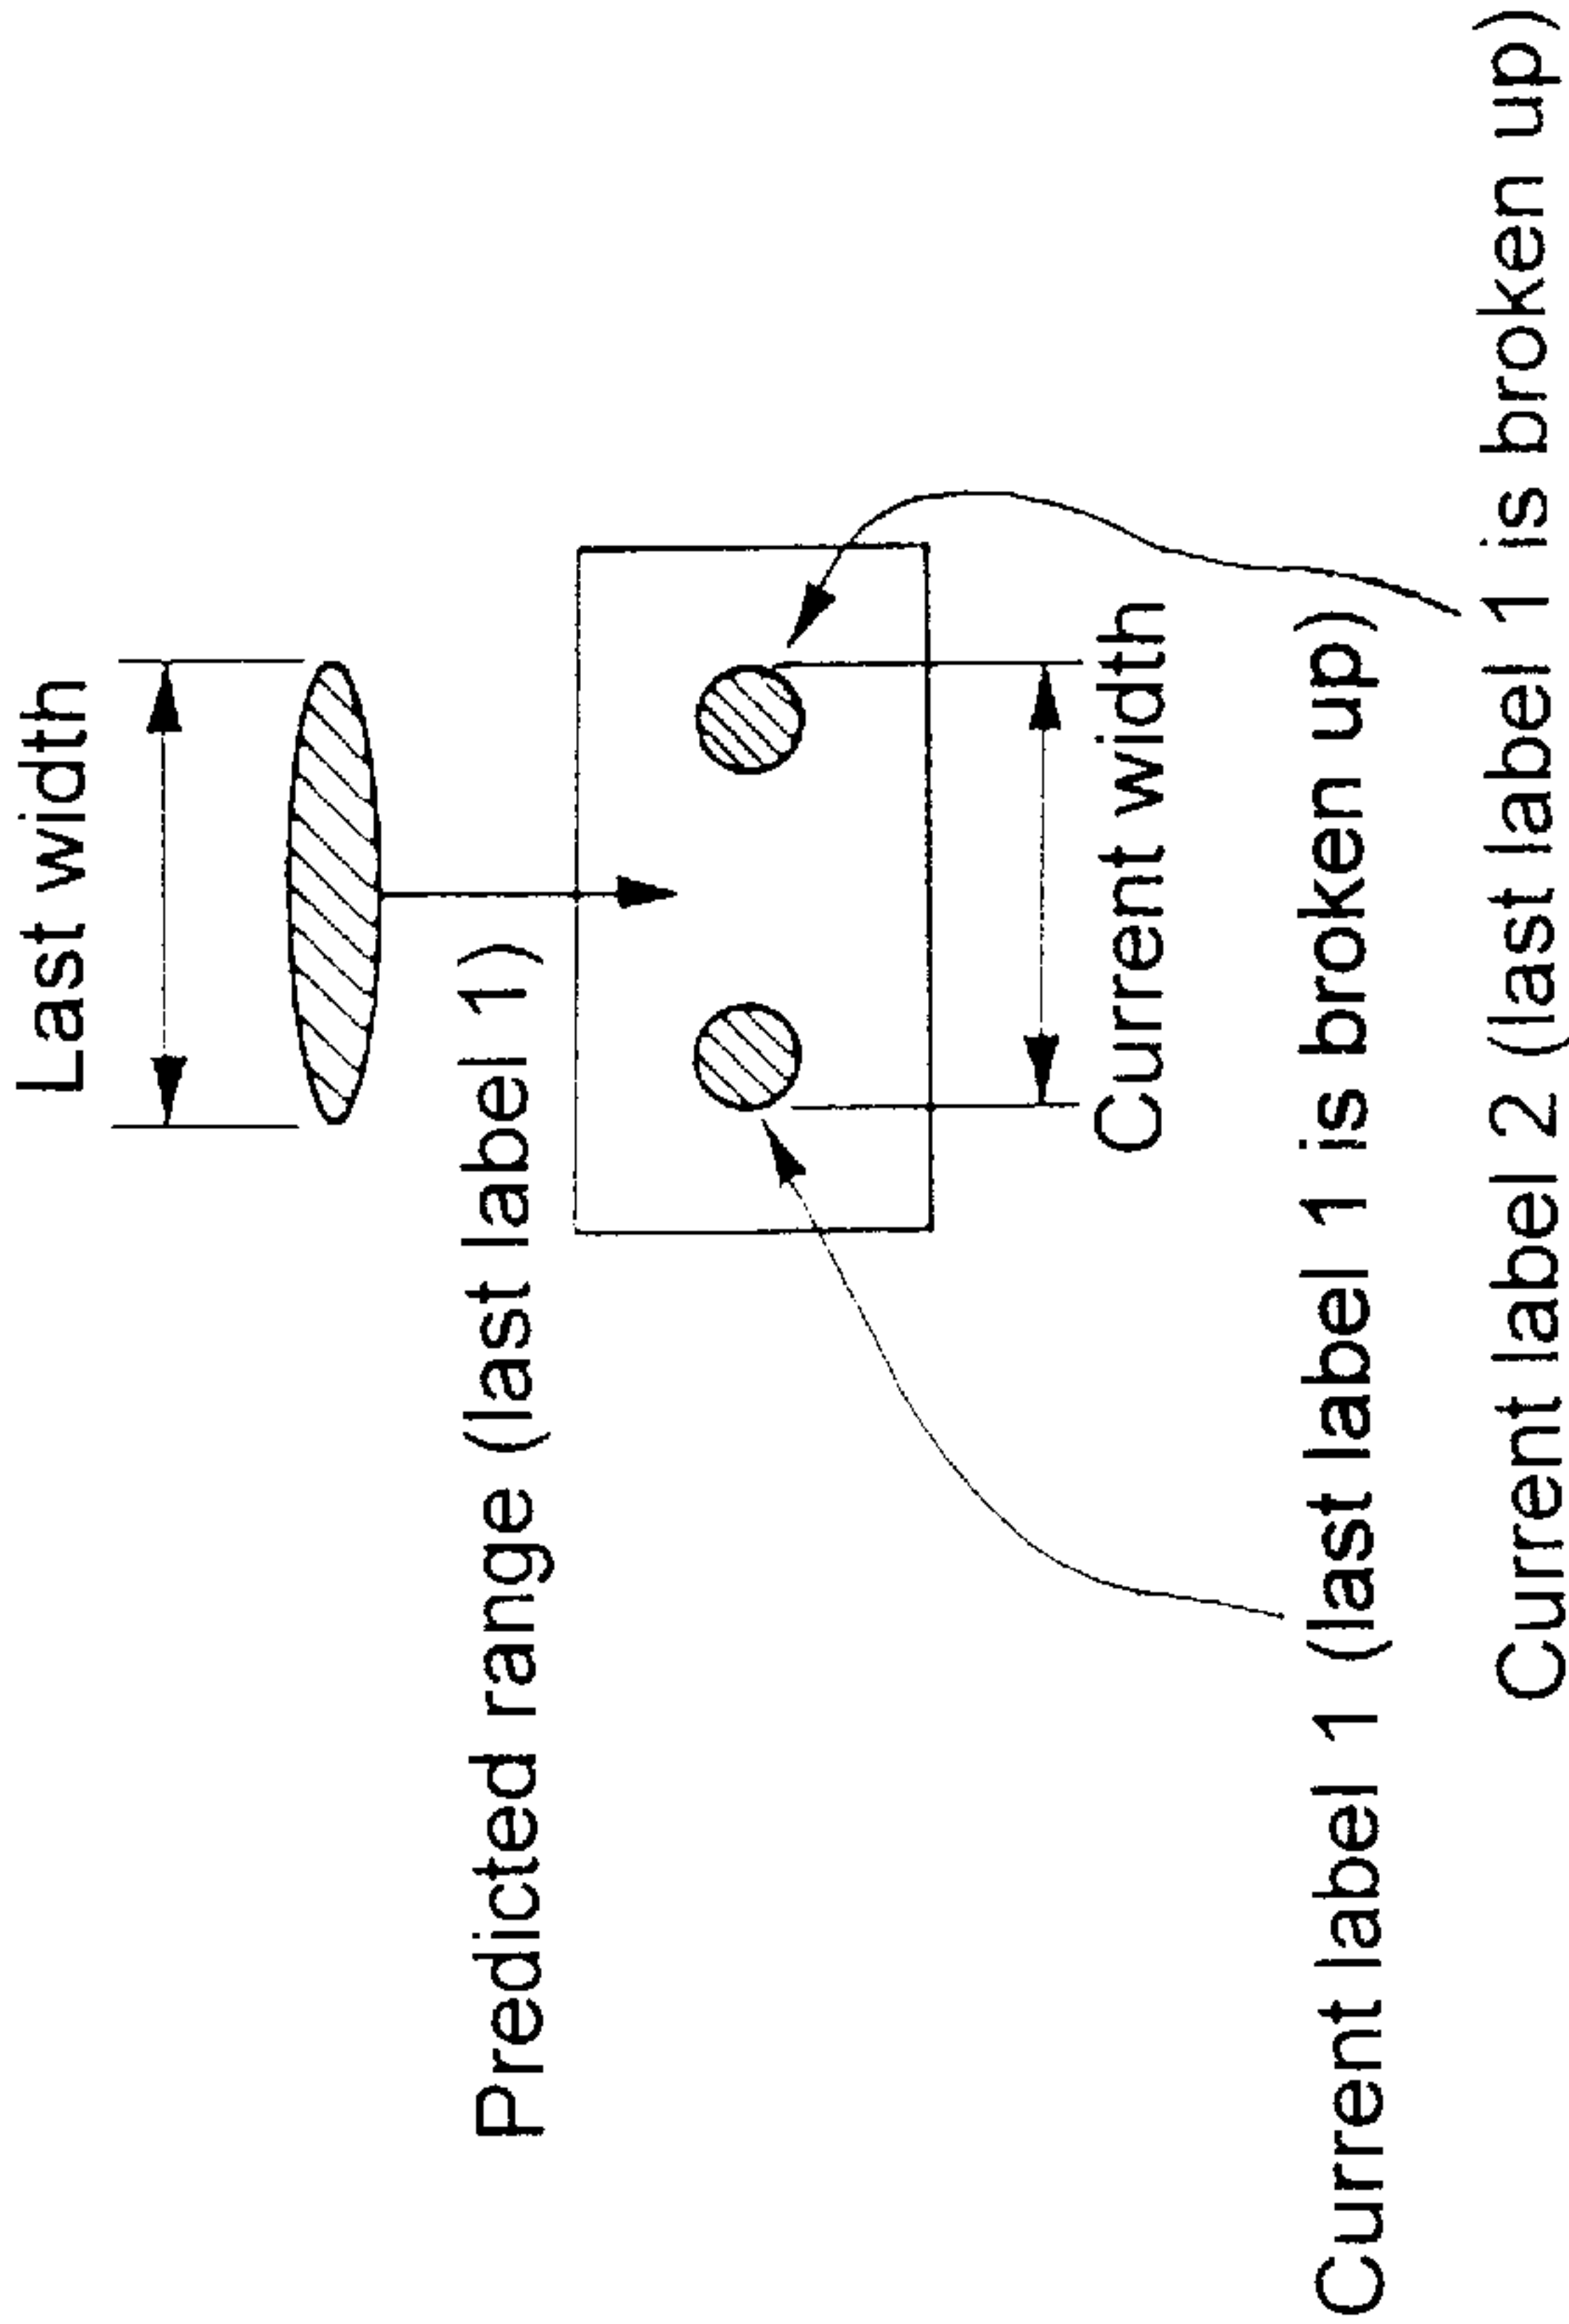 Last width
Predicted range (last label 1)
Current width
Current label 1 (last label 1 is broken up)
Current label 2 (last label 1 is broken up)